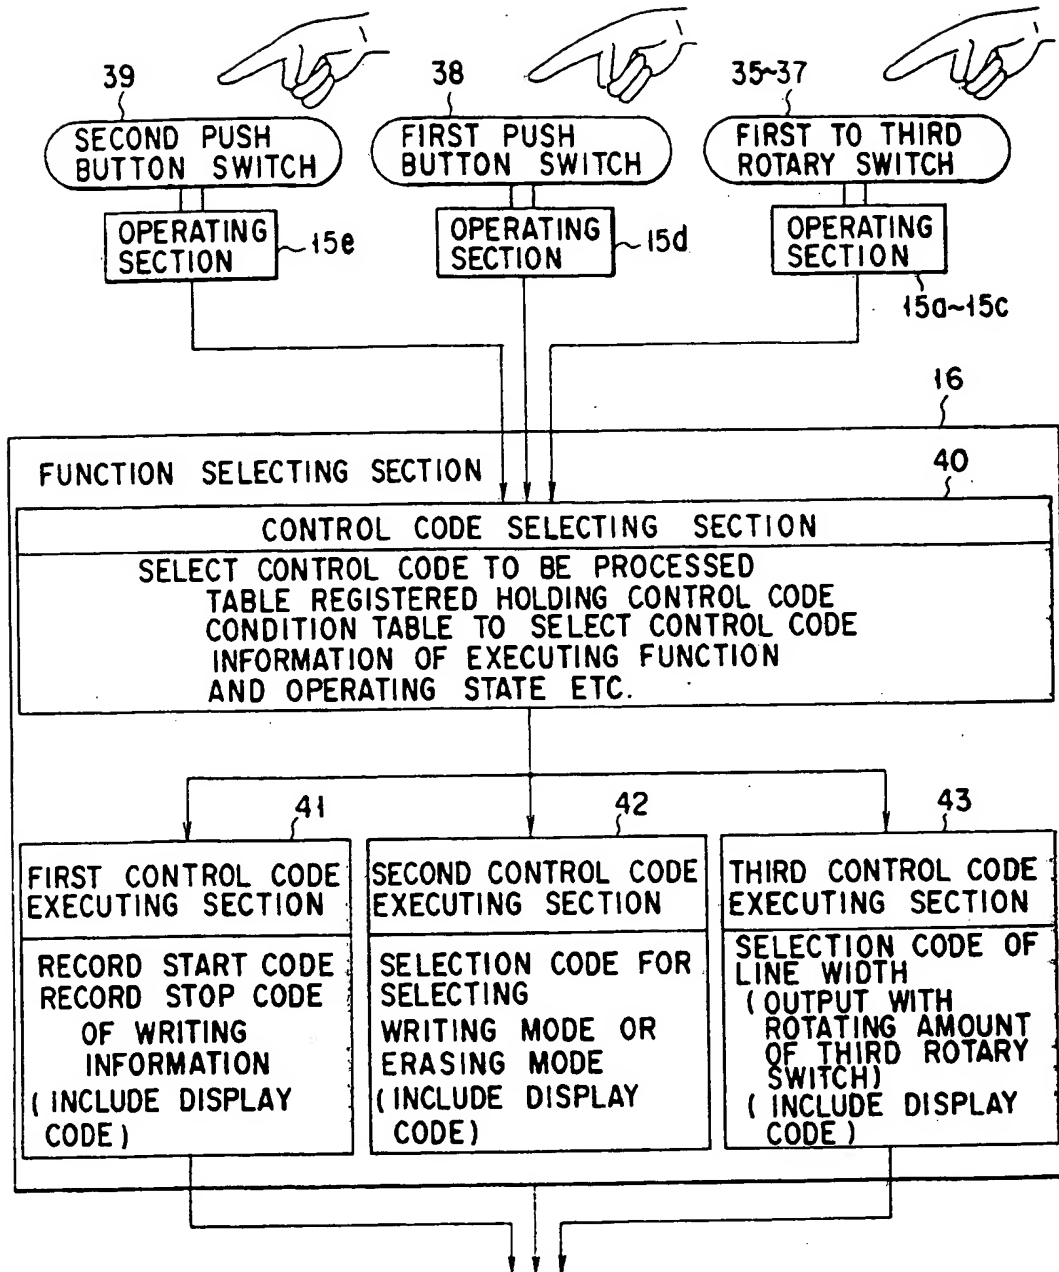 39
38
35~37
SECOND PUSH
BUTTON SWITCH
FIRST PUSH
BUTTON SWITCH
FIRST TO THIRD
ROTARY SWITCH
OPERATING
SECTION
15e
OPERATING
SECTION
15d
OPERATING
SECTION
15a~15c
16
FUNCTION SELECTING SECTION
40
CONTROL CODE SELECTING SECTION
SELECT CONTROL CODE TO BE PROCESSED
TABLE REGISTERED HOLDING CONTROL CODE
CONDITION TABLE TO SELECT CONTROL CODE
INFORMATION OF EXECUTING FUNCTION
AND OPERATING STATE ETC.
41
FIRST CONTROL CODE
EXECUTING SECTION
RECORD START CODE
RECORD STOP CODE
OF WRITING
INFORMATION
(INCLUDE DISPLAY
CODE)
42
SECOND CONTROL CODE
EXECUTING SECTION
SELECTION CODE FOR
SELECTING
WRITING MODE OR
ERASING MODE
(INCLUDE DISPLAY
CODE)
43
THIRD CONTROL CODE
EXECUTING SECTION
SELECTION CODE OF
LINE WIDTH
(OUTPUT WITH
ROTATING AMOUNT
OF THIRD ROTARY
SWITCH)
(INCLUDE DISPLAY
CODE)